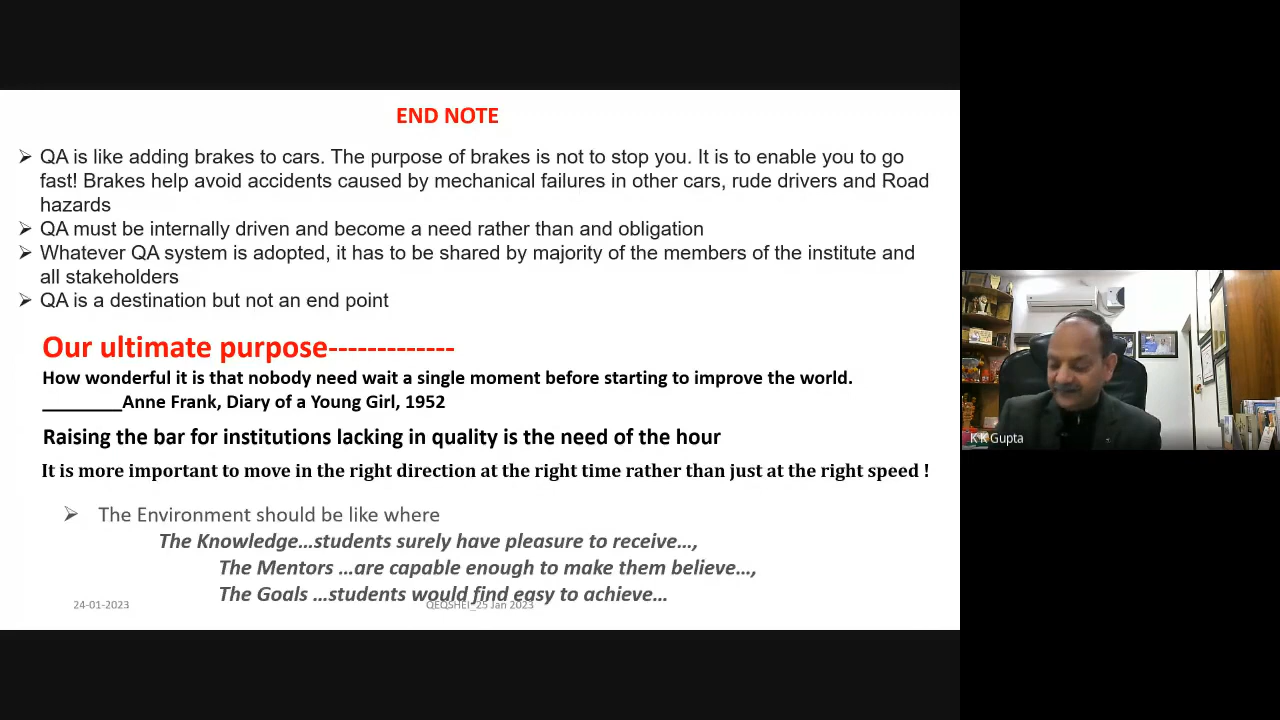 END NOTE
QA is like adding brakes to cars. The purpose of brakes is not to stop you. It is to enable you to go
fast! Brakes help avoid accidents caused by mechanical failures in other cars, rude drivers and Road
hazards
QA must be internally driven and become a need rather than and obligation
Whatever QA system is adopted, it has to be shared by majority of the members of the institute and
all stakeholders
QA is a destination but not an end point
Our ultimate purpose-------------
How wonderful it is that nobody need wait a single moment before starting to improve the world.
________Anne Frank, Diary of a Young Girl, 1952
Raising the bar for institutions lacking in quality is the need of the hour
It is more important to move in the right direction at the right time rather than just at the right speed !
The Environment should be like where
The Knowledge...students surely have pleasure to receive...,
The Mentors ...are capable enough to make them believe...,
The Goals ...students would find easy to achieve...
24-01-2023
QEQSHEI_25 Jan 2023
K K Gupta